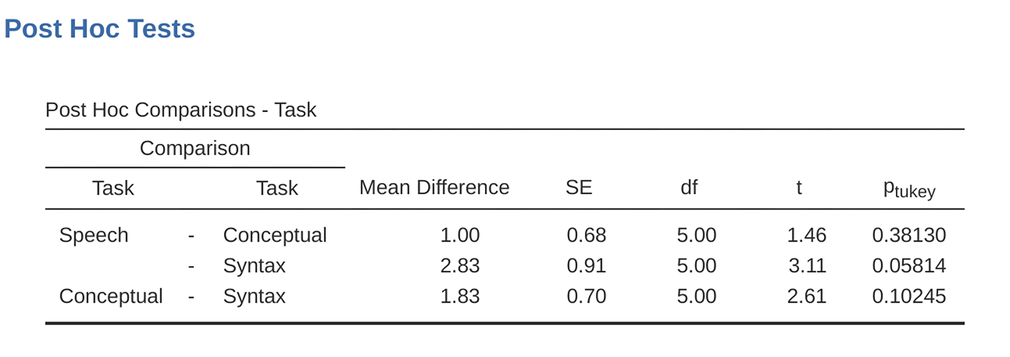 Post Hoc Tests
Post Hoc Comparisons - Task
Comparison
Task Task Mean Difference SE df t ptukey
Speech - Conceptual 1.00 0.68 5.00 1.46 0.38130
- Syntax 2.83 0.91 5.00 3.11 0.05814
Conceptual - Syntax 1.83 0.70 5.00 2.61 0.10245